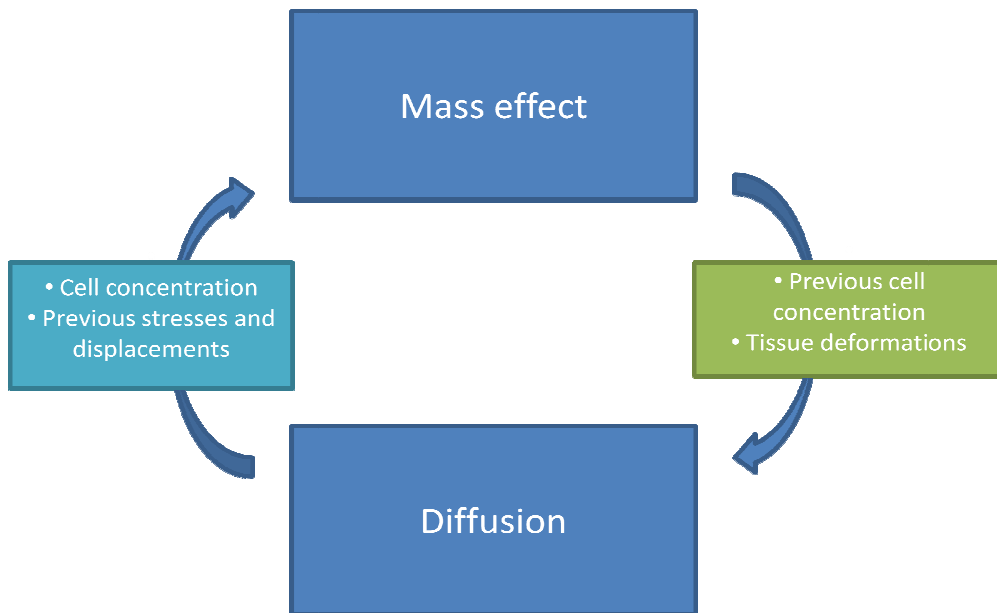 Mass effect
• Cell concentration
• Previous stresses and
displacements
• Previous cell
concentration
• Tissue deformations
Diffusion